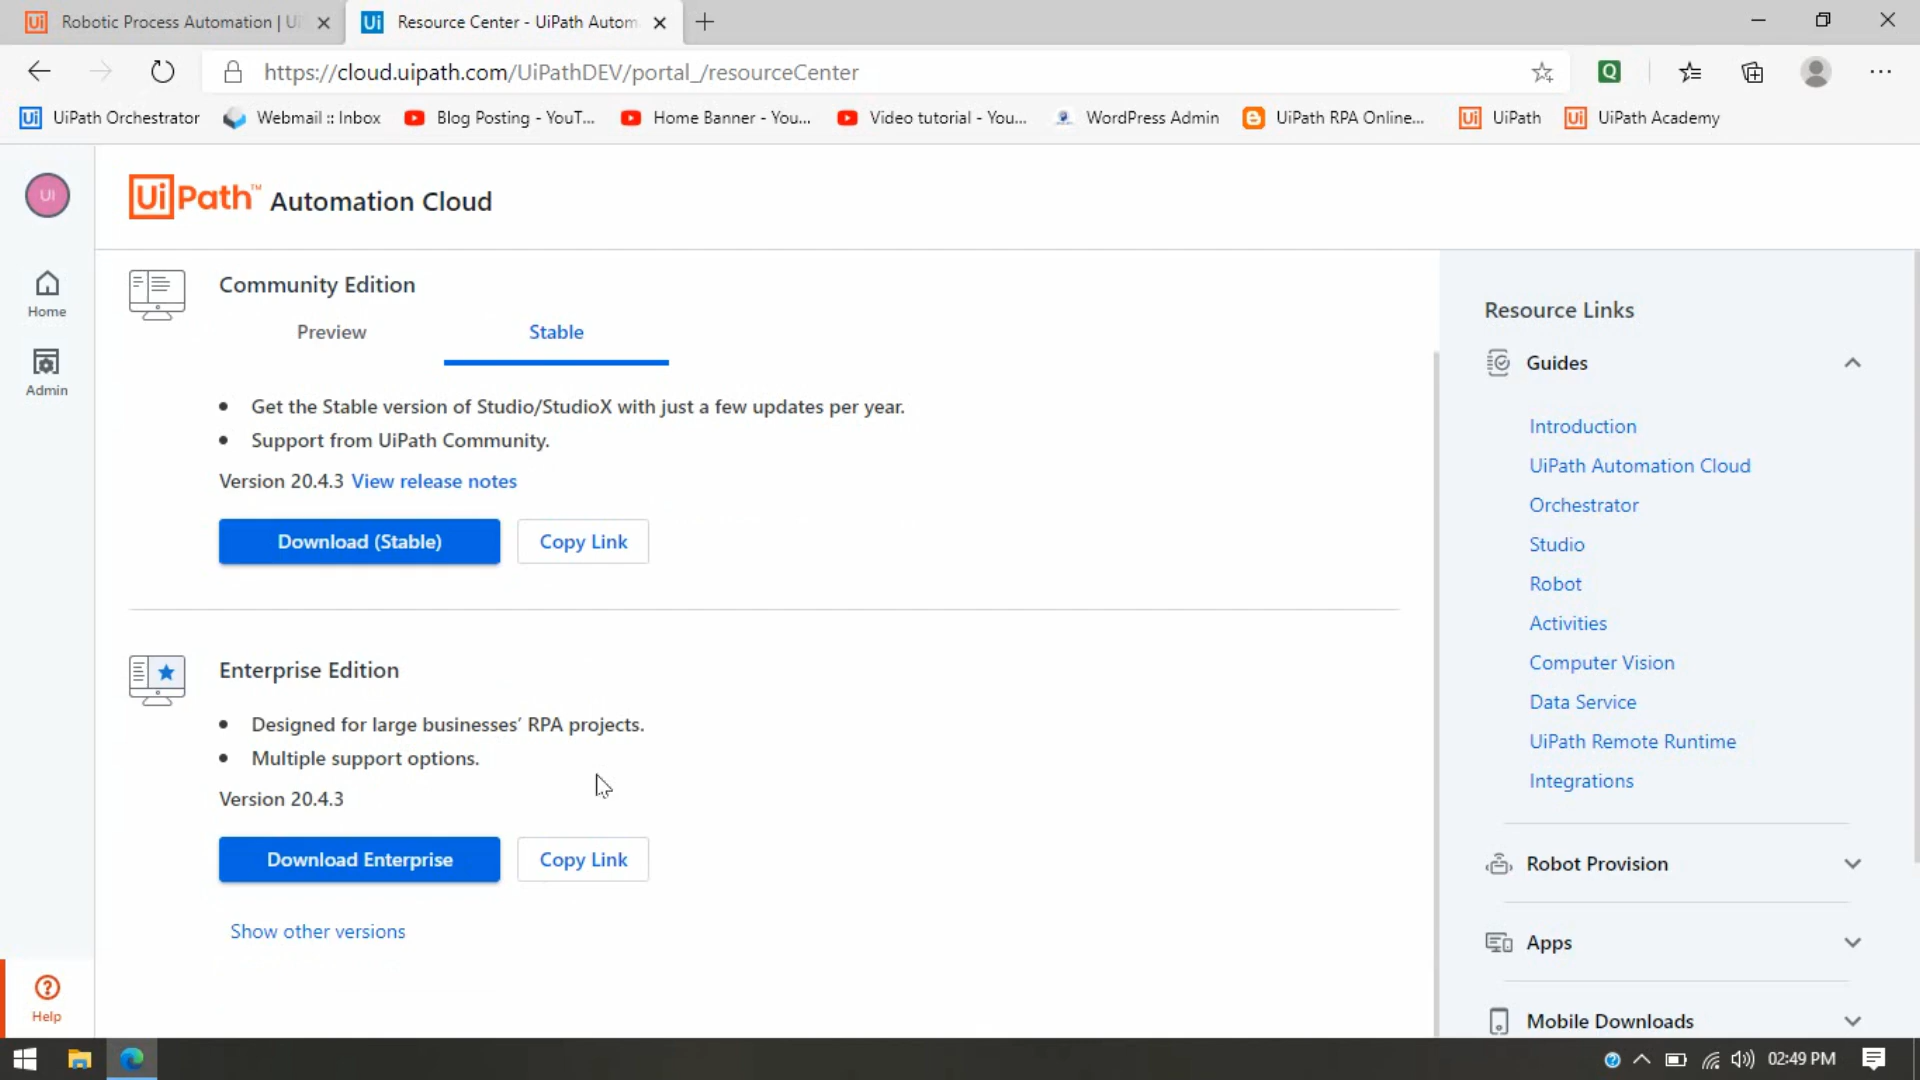 Robotic Process Automation | Ui
Resource Center - UiPath Autom
https://cloud.uipath.com/UiPathDEV/portal_/resourceCenter
Q
Ui UiPath Orchestrator
Webmail :: Inbox
Blog Posting - YouT...
Home Banner - You...
Video tutorial - You...
WordPress Admin
UiPath RPA Online...
Ui UiPath
Ui UiPath Academy
UI
UiPath™ Automation Cloud
Home
Admin
Help
Community Edition
Preview
Stable
• Get the Stable version of Studio/StudioX with just a few updates per year.
• Support from UiPath Community.
Version 20.4.3 View release notes
Download (Stable)
Copy Link
Enterprise Edition
• Designed for large businesses’ RPA projects.
• Multiple support options.
Version 20.4.3
Download Enterprise
Copy Link
Show other versions
Resource Links
Guides
Introduction
UiPath Automation Cloud
Orchestrator
Studio
Robot
Activities
Computer Vision
Data Service
UiPath Remote Runtime
Integrations
Robot Provision
Apps
Mobile Downloads
02:49 PM